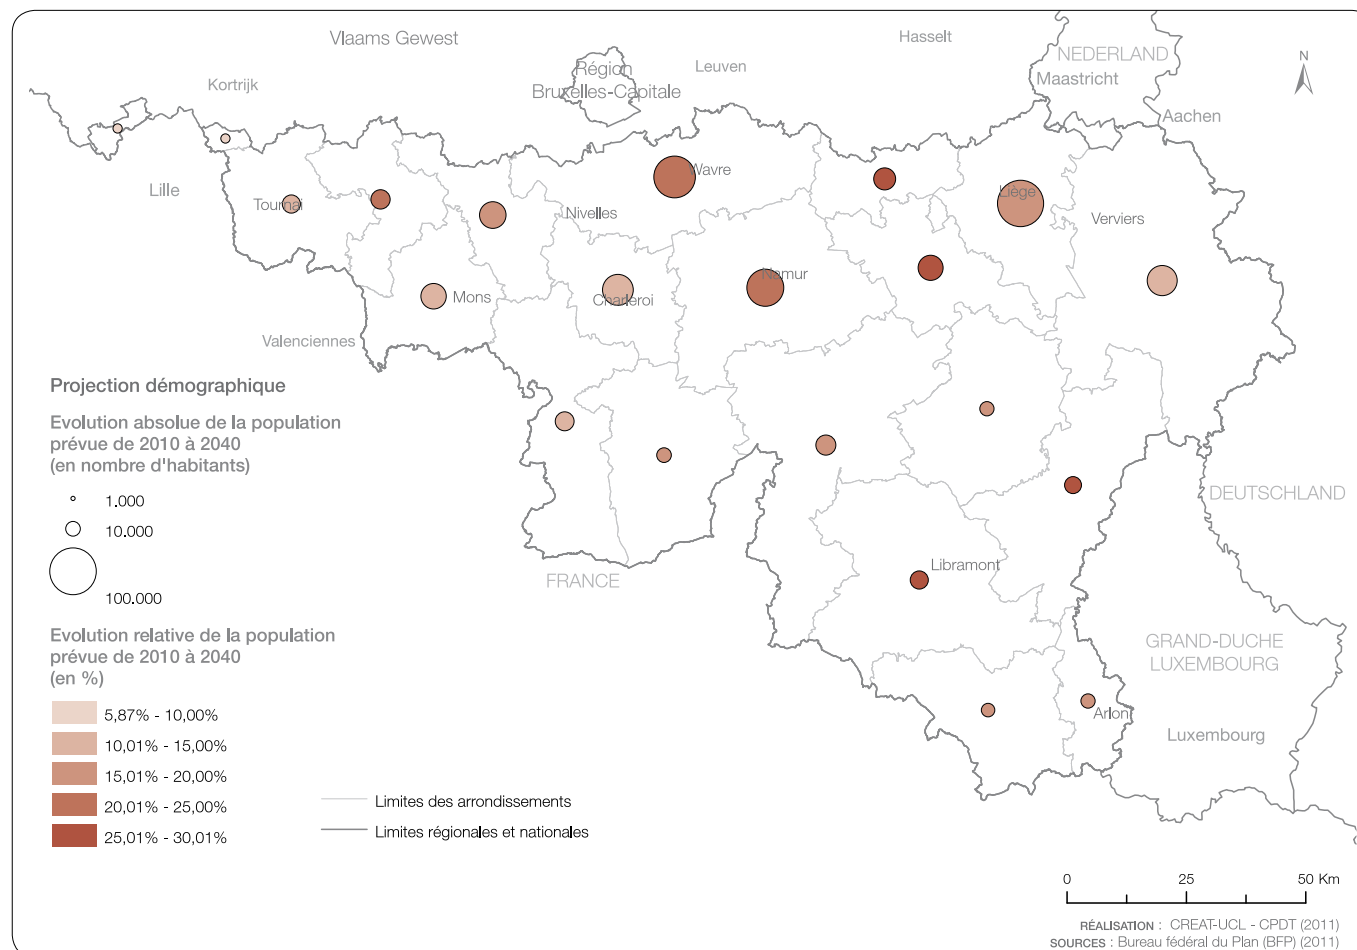 Vlaams Gewest
Hasselt
NEDERLAND
N
Région
Bruxelles-Capitale
Leuven
Maastricht
Kortrijk
Aachen
Lille
Wavre
Liège
Tournai
Nivelles
Verviers
Mons
Charleroi
Namur
Valenciennes
Projection démographique
Evolution absolue de la population
prévue de 2010 à 2040
(en nombre d'habitants)
1.000
10.000
100.000
DEUTSCHLAND
Libramont
FRANCE
Evolution relative de la population
prévue de 2010 à 2040
(en %)
GRAND-DUCHE
LUXEMBOURG
Arlon
Luxembourg
5,87% - 10,00%
10,01% - 15,00%
15,01% - 20,00%
20,01% - 25,00%
25,01% - 30,01%
Limites des arrondissements
Limites régionales et nationales
0 25 50 Km
RÉALISATION : CREAT-UCL - CPDT (2011)
SOURCES : Bureau fédéral du Plan (BFP) (2011)